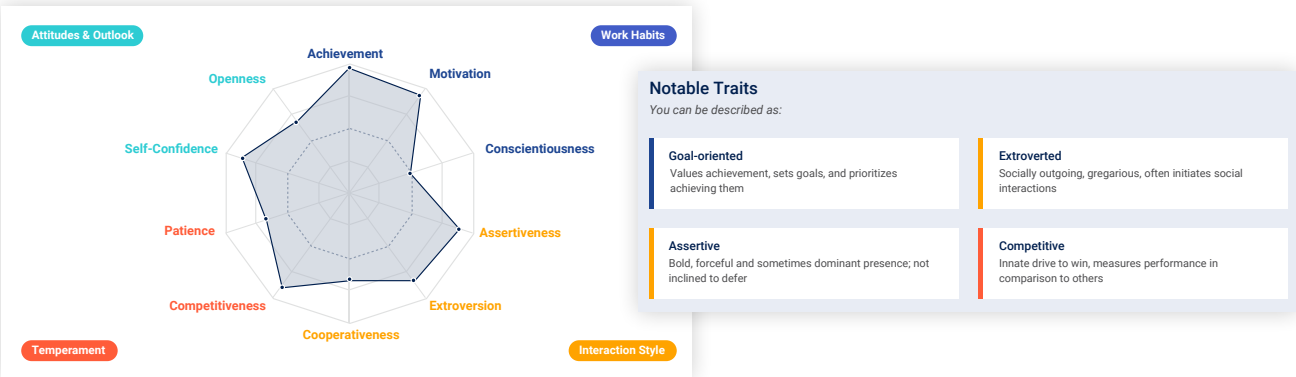 Attitudes & Outlook
Work Habits
Achievement
Openness
Motivation
Self-Confidence
Conscientiousness
Patience
Assertiveness
Competitiveness
Extroversion
Cooperativeness
Temperament
Interaction Style
Notable Traits
You can be described as:
Goal-oriented
Values achievement, sets goals, and prioritizes
achieving them
Extroverted
Socially outgoing, gregarious, often initiates social
interactions
Assertive
Bold, forceful and sometimes dominant presence; not
inclined to defer
Competitive
Innate drive to win, measures performance in
comparison to others